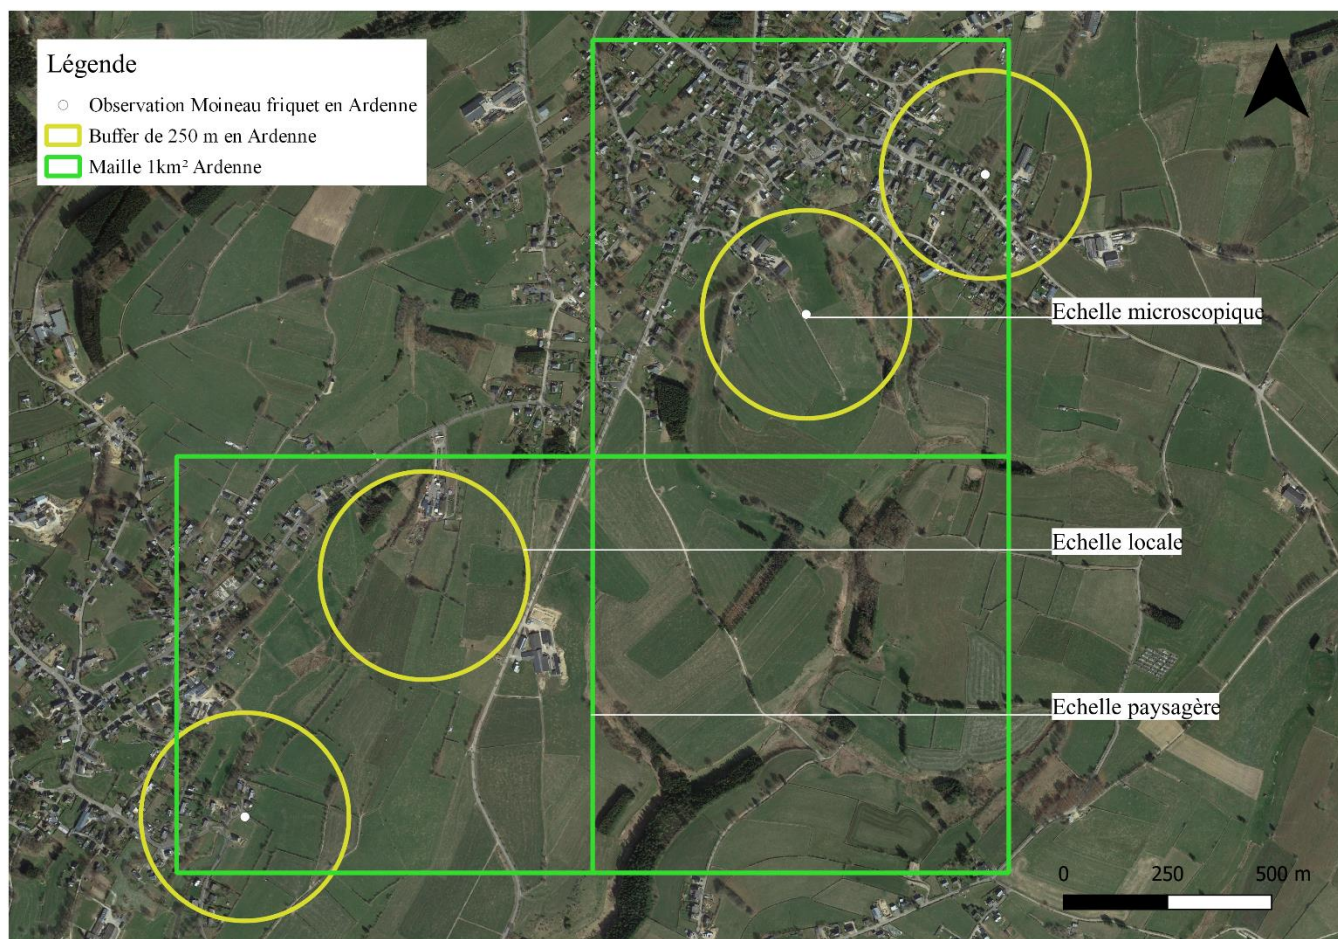 Légende
Observation Moineau friquet en Ardenne
Buffer de 250 m en Ardenne
Maille 1km² Ardenne
Echelle microscopique
Echelle locale
Echelle paysagère
0 250 500 m